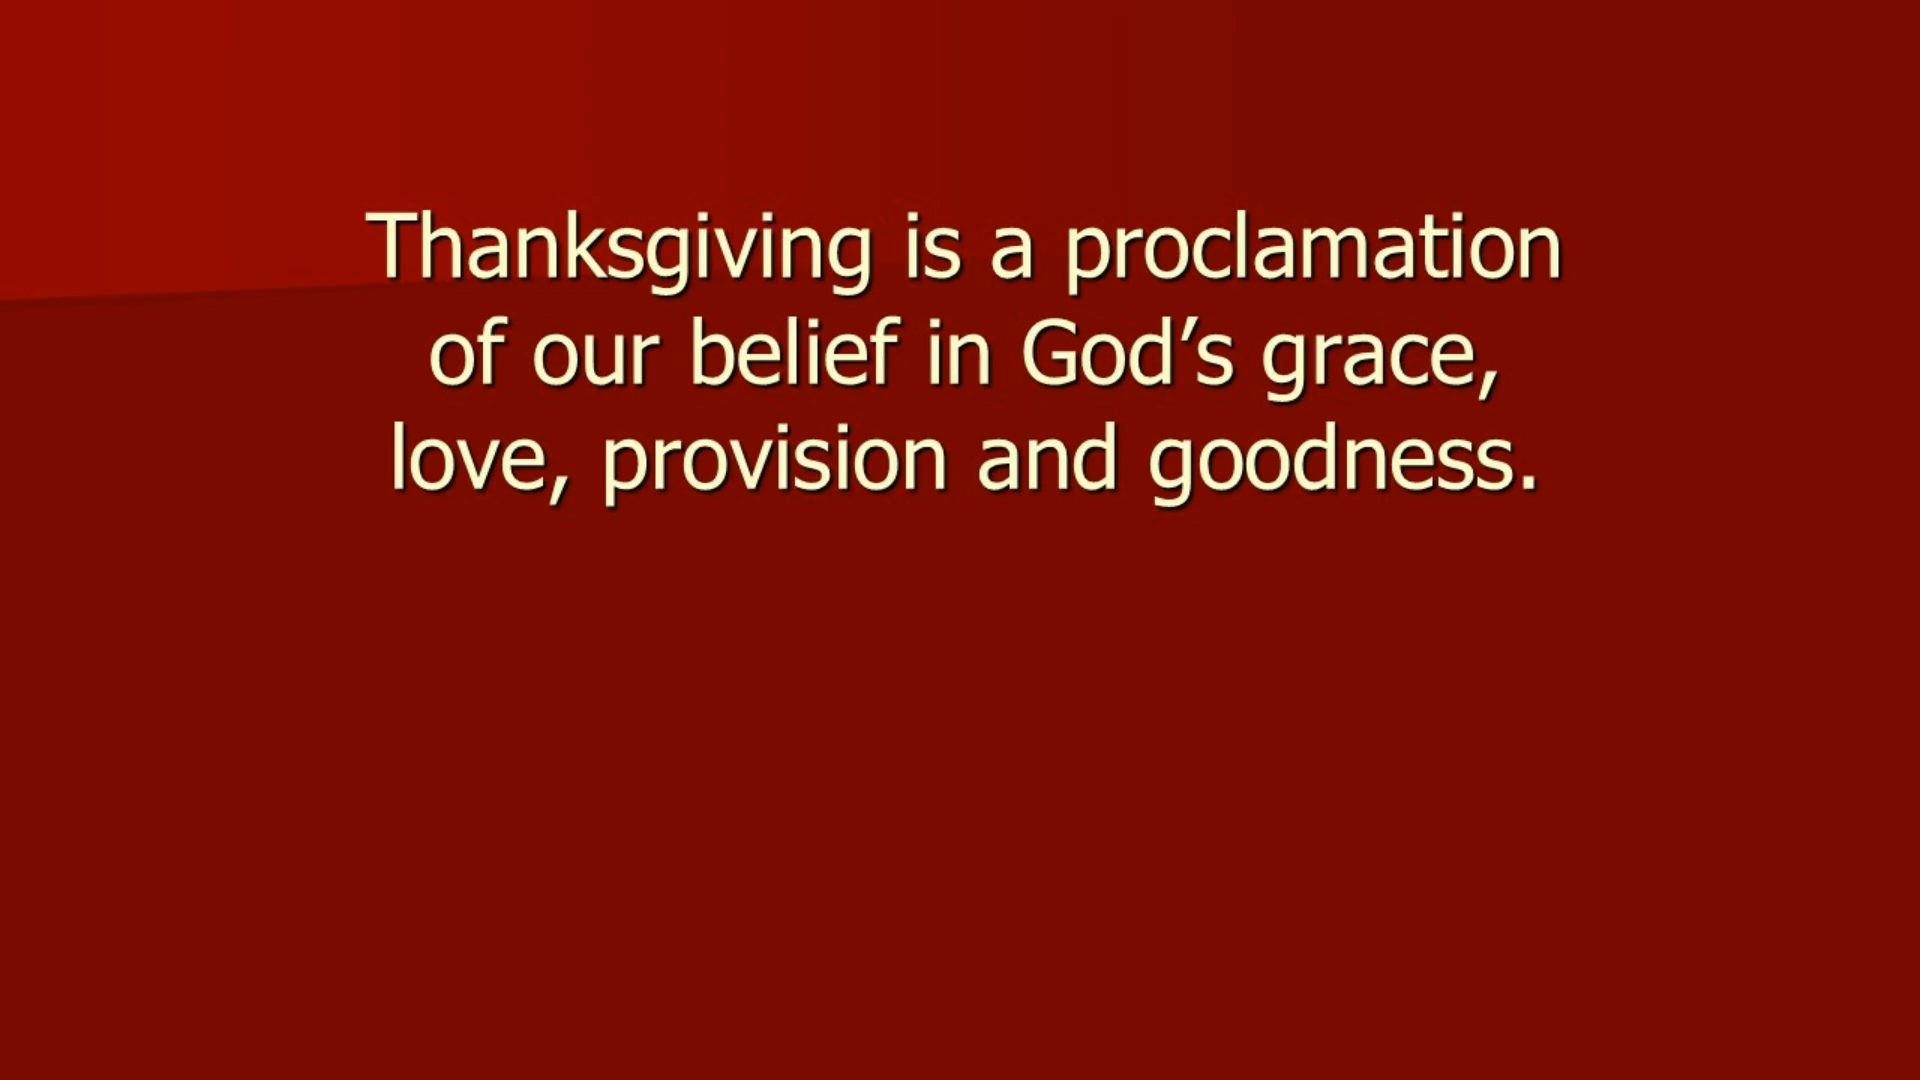 Thanksgiving is a proclamation
of our belief in God’s grace,
love, provision and goodness.